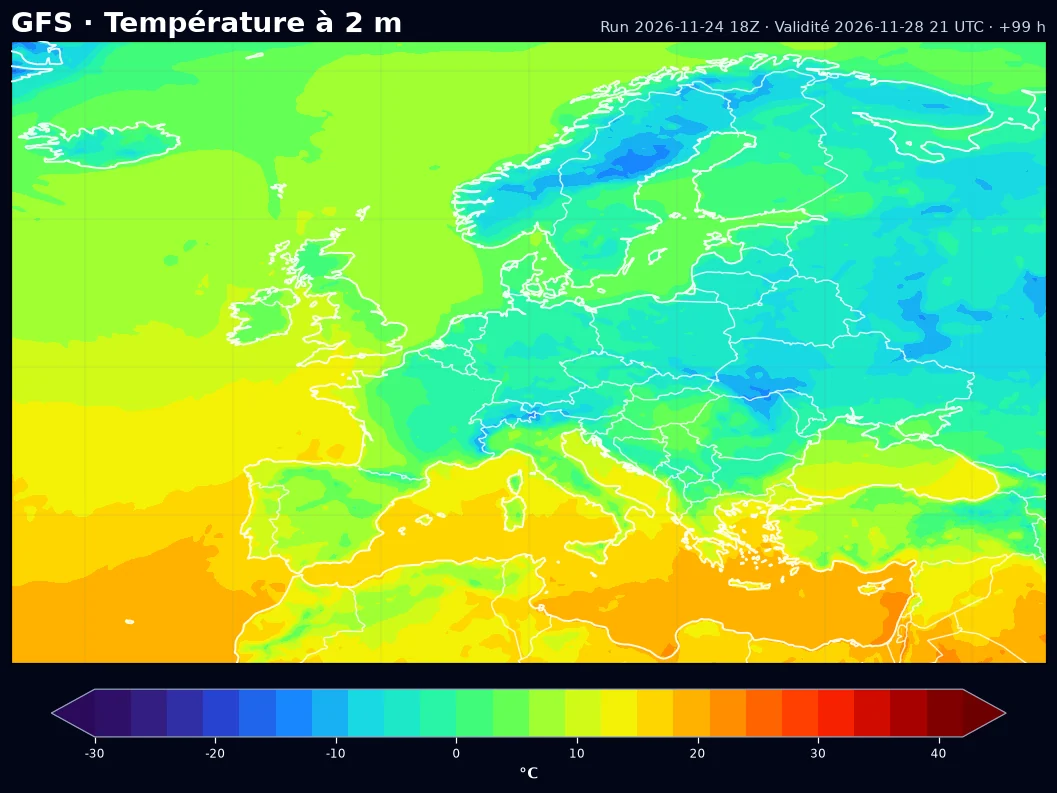 GFS · Température à 2 m
Run 2026-11-24 18Z · Validité 2026-11-28 21 UTC · +99 h
-30 -20 -10 0 10 20 30 40
°C